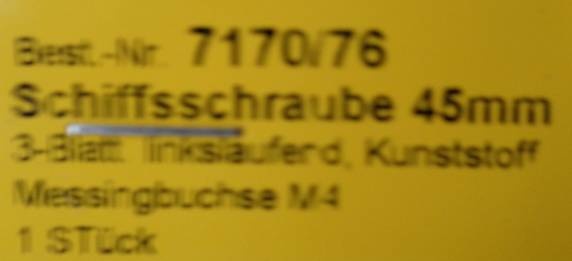 Best.-Nr. 7170/76
Schiffsschraube 45mm
3-Blatt. linkslaufend, Kunststoff
Messingbuchse M4
1 STück